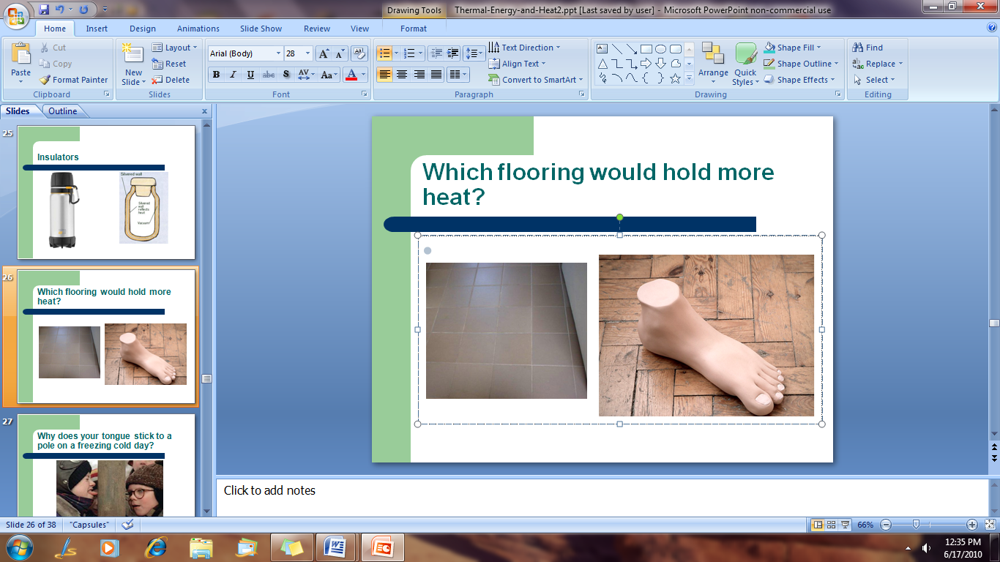 Drawing Tools
Thermal-Energy-and-Heat2.ppt [Last saved by user] - Microsoft PowerPoint non-commercial use
Home Insert Design Animations Slide Show Review View Format
Paste
Cut
Copy
Format Painter
Clipboard
New Slide
Layout
Reset
Delete
Slides
Arial (Body) 28
B I U abc S AV Aa A
Font
Text Direction
Align Text
Convert to SmartArt
Paragraph
Arrange
Quick Styles
Shape Fill
Shape Outline
Shape Effects
Drawing
Find
Replace
Select
Editing
Slides Outline x
25
Insulators
Silvered wall
Silvered
wall
reflects
heat
Vacuum
26
Which flooring would hold more
heat?
27
Why does your tongue stick to a
pole on a freezing cold day?
Which flooring would hold more
heat?
Click to add notes
Slide 26 of 38 "Capsules" 66%
12:35 PM
6/17/2010